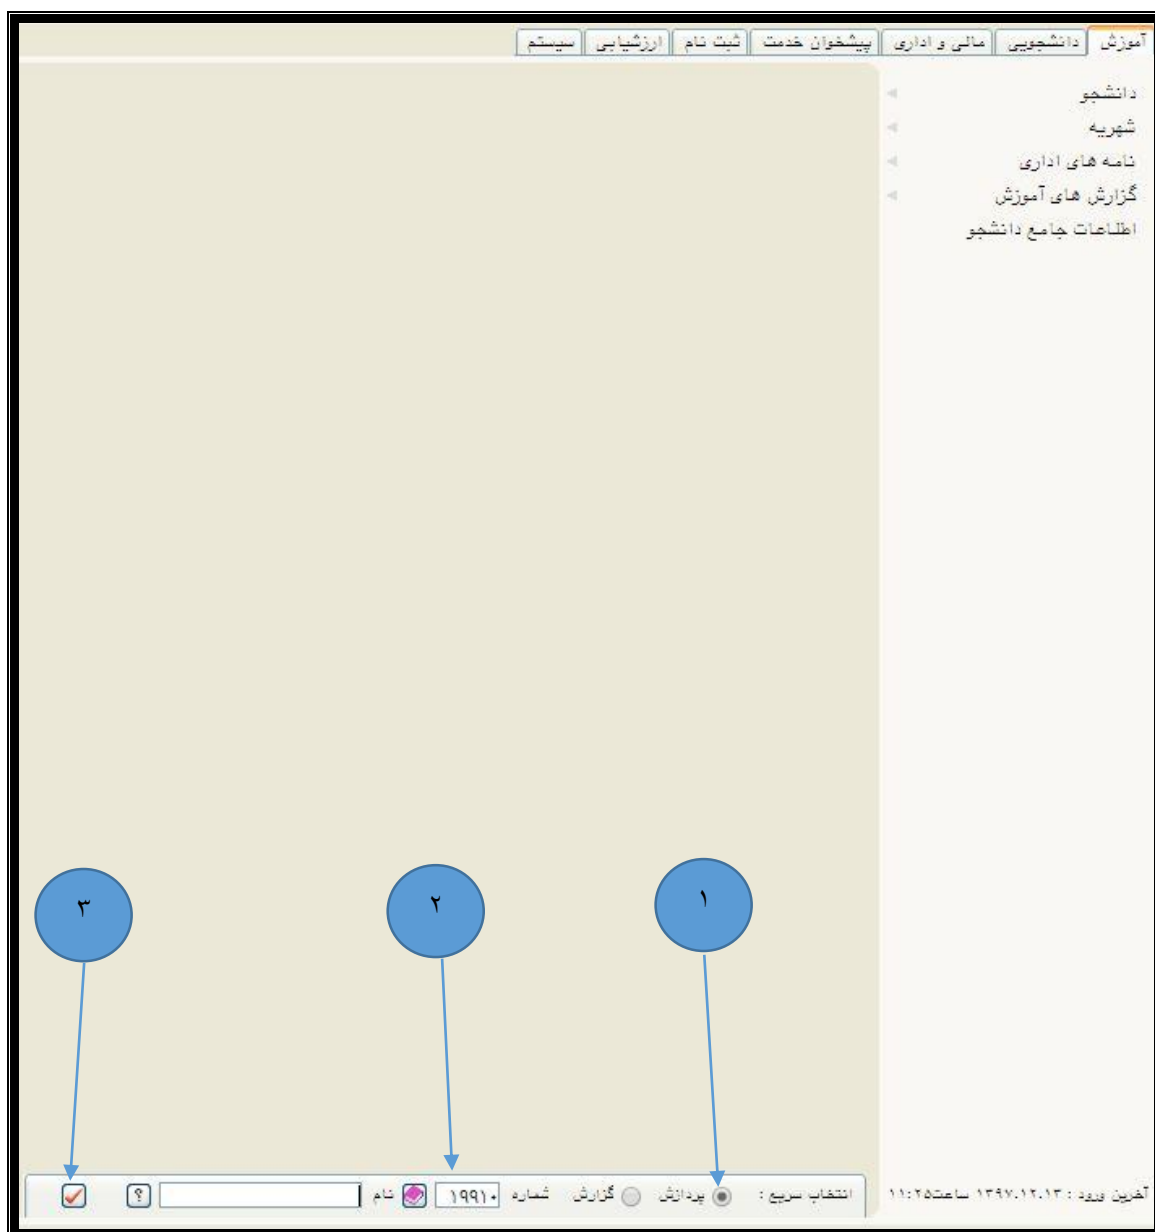 آموزش دانشجویی مالی و اداری پیشخوان خدمت ثبت نام ارزشیابی سیستم
دانشجو
شهریه
نامه های اداری
گزارش های آموزش
اطلاعات جامع دانشجو
۱ ۲ ۳
آخرین ورود : ۱۳۹۷.۱۲.۱۳ ساعت۱۱:۲۵ انتخاب سریع : پردازش گزارش شماره ۱۹۹۱۰ نام ؟